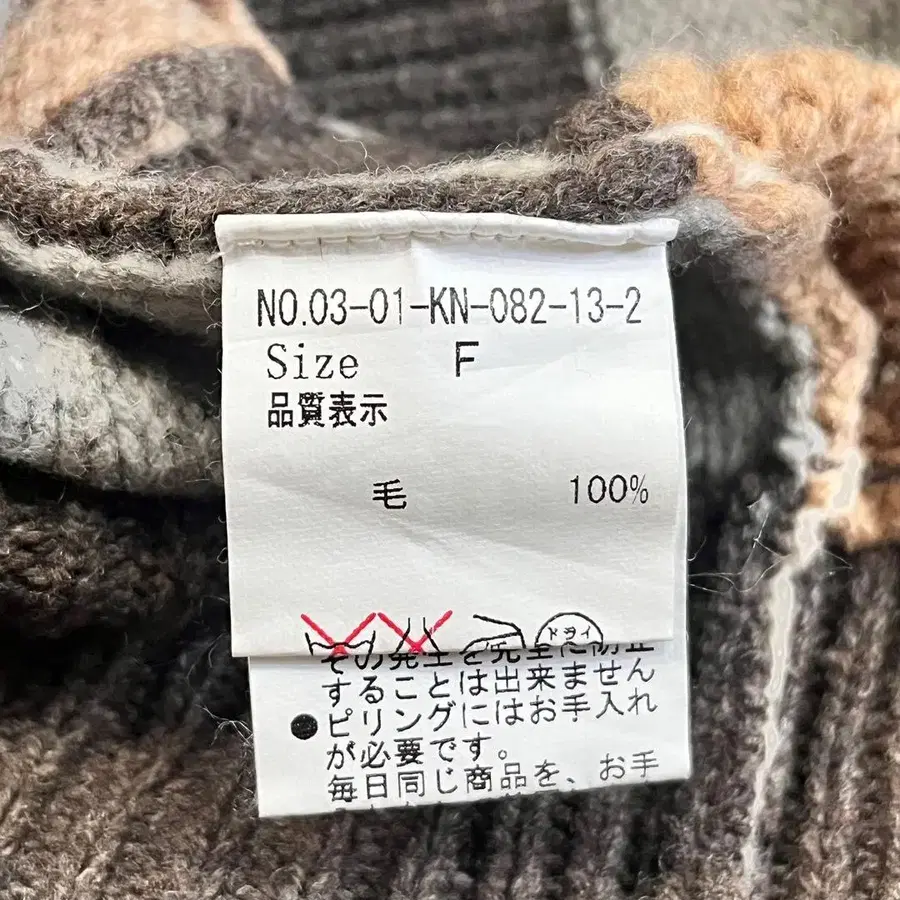 NO.03-01-KN-082-13-2
Size F
品質表示
毛 100%
ドライ
その発生を完全に防止
することは出来ません
●ピリングにはお手入れ
が必要です。
毎日同じ商品を、お手